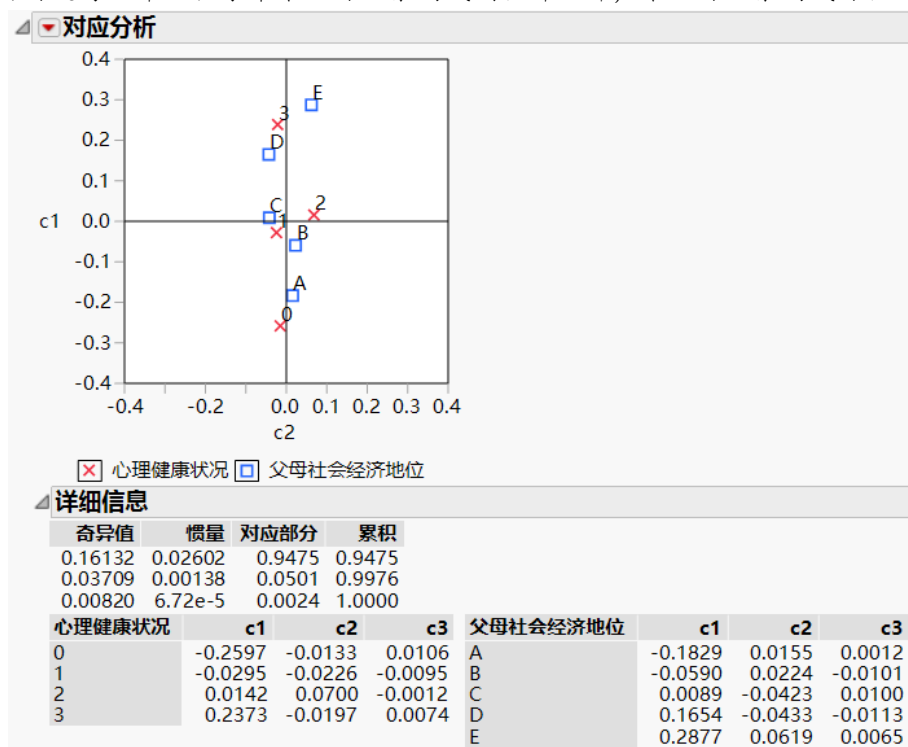 对应分析
0.4
0.3
0.2
0.1
0.0
-0.1
-0.2
-0.3
-0.4
c1
E
3
D
C
2
1
B
A
0
-0.4 -0.2 0.0 0.1 0.2 0.3 0.4
c2
心理健康状况 父母社会经济地位
详细信息
奇异值 惯量 对应部分 累积
0.16132 0.02602 0.9475 0.9475
0.03709 0.00138 0.0501 0.9976
0.00820 6.72e-5 0.0024 1.0000
心理健康状况 c1 c2 c3 父母社会经济地位 c1 c2 c3
0 -0.2597 -0.0133 0.0106 A -0.1829 0.0155 0.0012
1 -0.0295 -0.0226 -0.0095 B -0.0590 0.0224 -0.0101
2 0.0142 0.0700 -0.0012 C 0.0089 -0.0423 0.0100
3 0.2373 -0.0197 0.0074 D 0.1654 -0.0433 -0.0113
E 0.2877 0.0619 0.0065